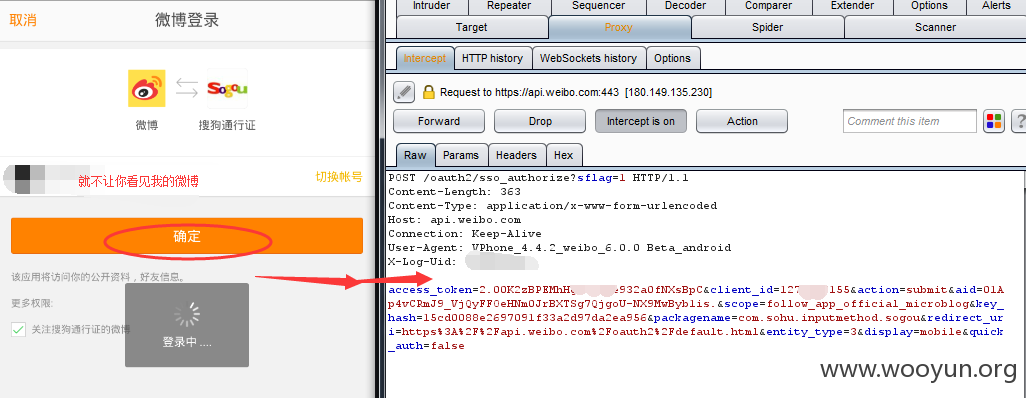 取消
微博登录
微博
Sogou
搜狗通行证
就不让你看见我的微博
切换帐号
确定
该应用将访问你的公开资料，好友信息。
更多权限:
关注搜狗通行证的微博
登录中 ....
Intruder Repeater Sequencer Decoder Comparer Extender Options Alerts
Target Proxy Spider Scanner
Intercept HTTP history WebSockets history Options
Request to https://api.weibo.com:443 [180.149.135.230]
Forward Drop Intercept is on Action Comment this item ?
Raw Params Headers Hex
POST /oauth2/sso_authorize?sflag=1 HTTP/1.1
Content-Length: 363
Content-Type: application/x-www-form-urlencoded
Host: api.weibo.com
Connection: Keep-Alive
User-Agent: VPhone_4.4.2_weibo_6.0.0 Beta_android
X-Log-Uid:
access_token=2.00K2zBPEMhH 932a0fNXsBpC&client_id=127 155&action=submit&aid=01A
p4vCRmJ9_VjQyFF0eHNm0JrBXTSg7QjgoU-NX9MwByblis.&scope=follow_app_official_microblog&key_
hash=15cd0088e2697091f33a2d97da2ea956&packagename=com.sohu.inputmethod.sogou&redirect_ur
i=https%3A%2F%2Fapi.weibo.com%2Foauth2%2Fdefault.html&entity_type=3&display=mobile&quick
_auth=false
www.wooyun.org